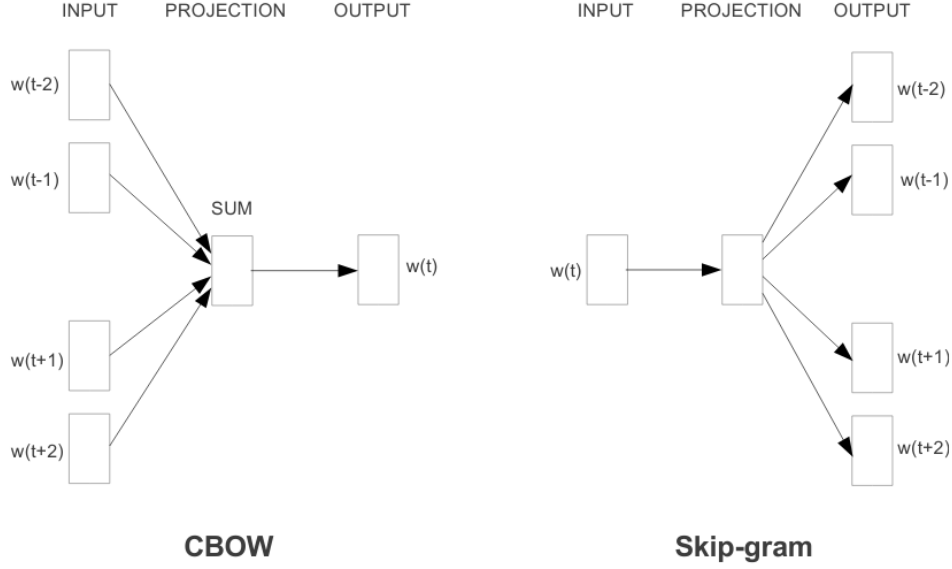 INPUT PROJECTION OUTPUT
w(t-2)
w(t-1)
SUM
w(t)
w(t+1)
w(t+2)
CBOW
INPUT PROJECTION OUTPUT
w(t-2)
w(t-1)
w(t)
w(t+1)
w(t+2)
Skip-gram